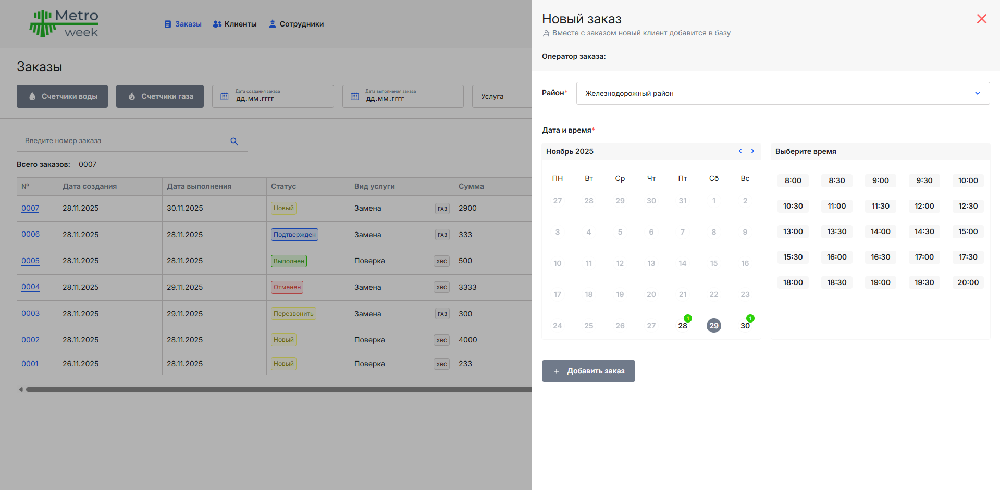 Metro
week
Заказы Клиенты Сотрудники
Заказы
Счетчики воды Счетчики газа Дата создания заказа дд.мм.гггг Дата выполнения заказа дд.мм.гггг Услуга
Введите номер заказа
Всего заказов: 0007
№ Дата создания Дата выполнения Статус Вид услуги Сумма
0007 28.11.2025 30.11.2025 Новый Замена ГАЗ 2900
0006 28.11.2025 28.11.2025 Подтвержден Замена ГАЗ 333
0005 28.11.2025 28.11.2025 Выполнен Поверка ХВС 500
0004 28.11.2025 29.11.2025 Отменен Замена ХВС 3333
0003 28.11.2025 29.11.2025 Перезвонить Замена ГАЗ 300
0002 28.11.2025 28.11.2025 Новый Поверка ХВС 4000
0001 26.11.2025 28.11.2025 Новый Поверка ХВС 233
Новый заказ
Вместе с заказом новый клиент добавится в базу
Оператор заказа:
Район* Железнодорожный район
Дата и время*
Ноябрь 2025
ПН Вт Ср Чт Пт Сб Вс
27 28 29 30 31 1 2
3 4 5 6 7 8 9
10 11 12 13 14 15 16
17 18 19 20 21 22 23
1 1
24 25 26 27 28 29 30
Выберите время
8:00 8:30 9:00 9:30 10:00
10:30 11:00 11:30 12:00 12:30
13:00 13:30 14:00 14:30 15:00
15:30 16:00 16:30 17:00 17:30
18:00 18:30 19:00 19:30 20:00
+ Добавить заказ